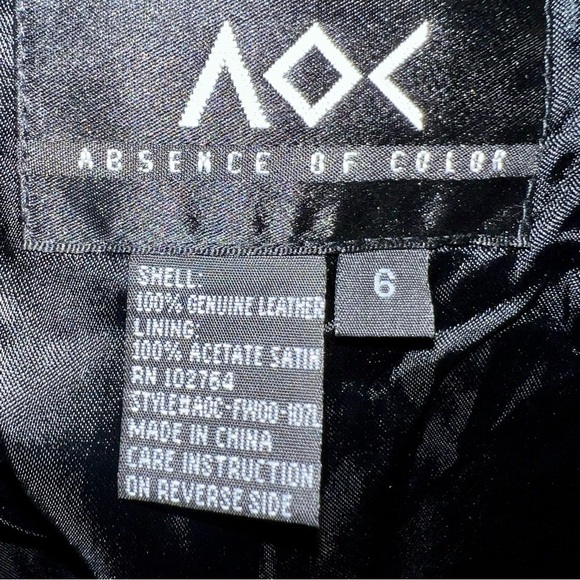 AOC
ABSENCE OF COLOR
6
SHELL:
100% GENUINE LEATHER
LINING:
100% ACETATE SATIN
RN 102764
STYLE#AOC-FW00-107L
MADE IN CHINA
CARE INSTRUCTION
ON REVERSE SIDE